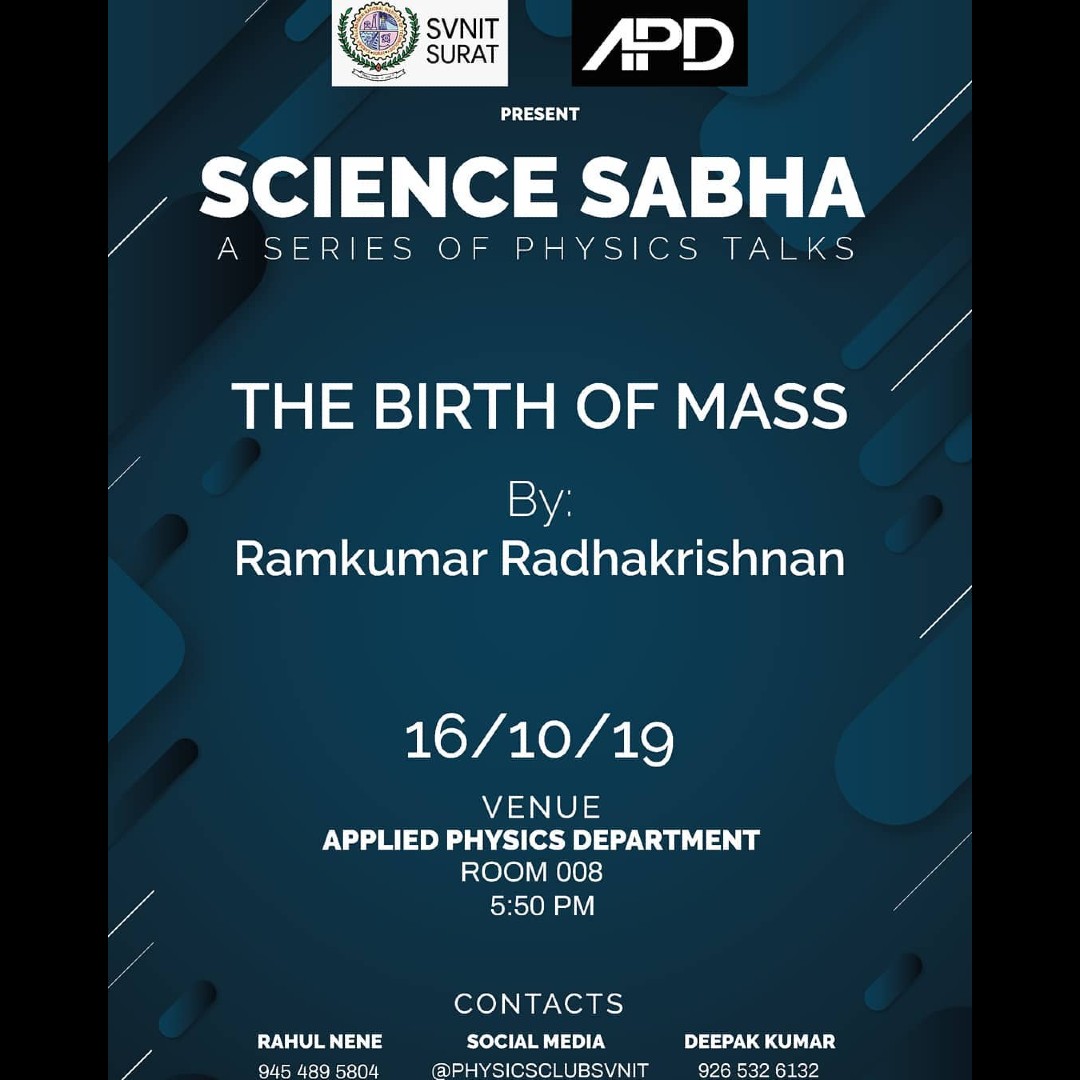 SVNIT
SURAT
APD
PRESENT
SCIENCE SABHA
A SERIES OF PHYSICS TALKS
THE BIRTH OF MASS
By:
Ramkumar Radhakrishnan
16/10/19
VENUE
APPLIED PHYSICS DEPARTMENT
ROOM 008
5:50 PM
CONTACTS
RAHUL NENE
945 489 5804
SOCIAL MEDIA
@PHYSICSCLUBSVNIT
DEEPAK KUMAR
926 532 6132